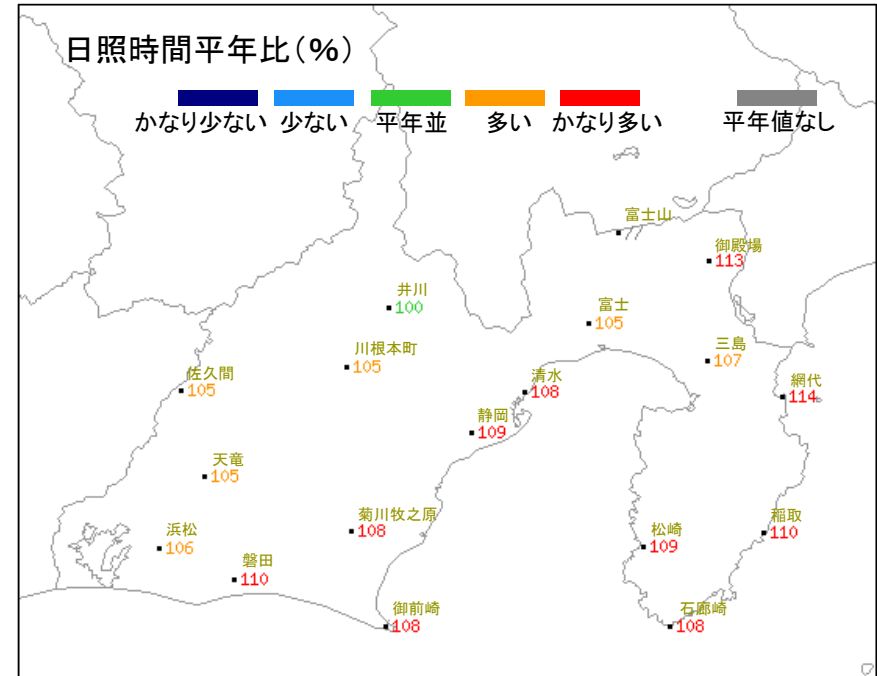 日照時間平年比(%)
かなり少ない 少ない 平年並 多い かなり多い 平年値なし
富士山
御殿場
113
井川
100
富士
105
三島
107
川根本町
105
佐久間
105
清水
108
網代
114
静岡
109
天竜
105
菊川牧之原
108
浜松
106
松崎
109
稲取
110
磐田
110
御前崎
108
石廊崎
108